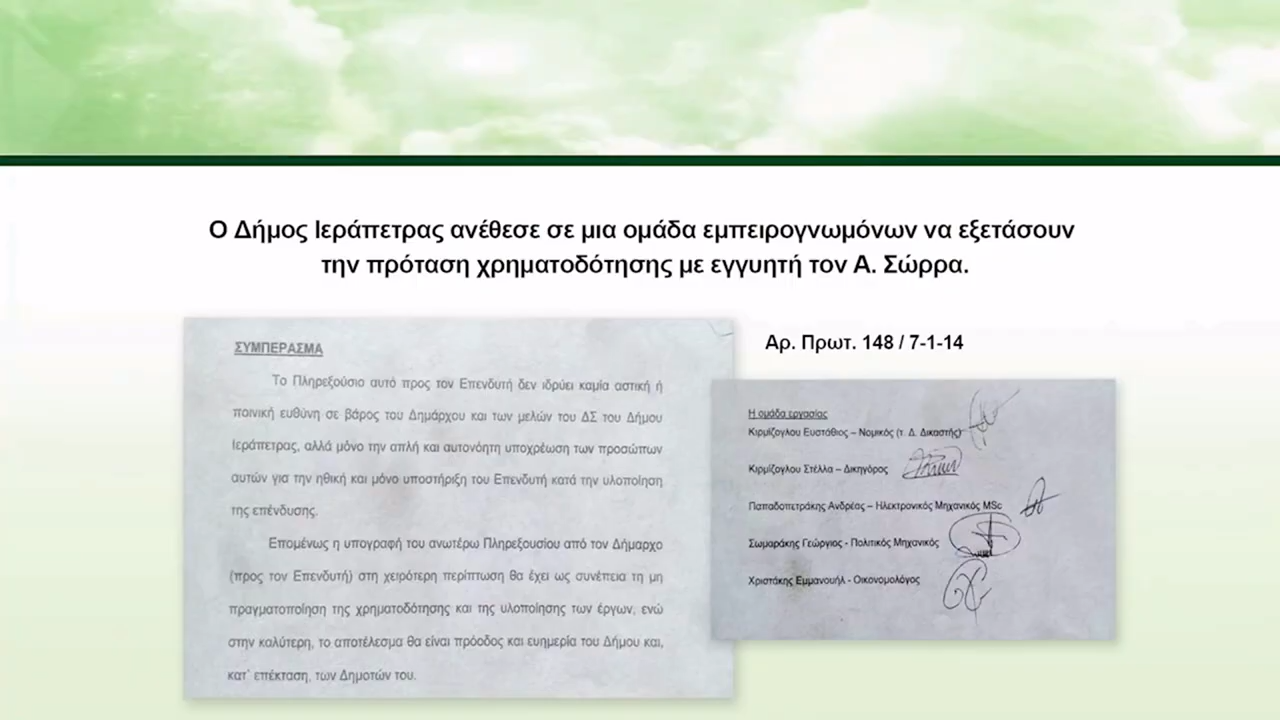 Ο Δήμος Ιεράπετρας ανέθεσε σε μια ομάδα εμπειρογνωμόνων να εξετάσουν
την πρόταση χρηματοδότησης με εγγυητή τον Α. Σώρρα.
ΣΥΜΠΕΡΑΣΜΑ
Το Πληρεξούσιο αυτό προς τον Επενδυτή δεν ιδρύει καμία αστική ή
ποινική ευθύνη σε βάρος του Δημάρχου και των μελών του ΔΣ του Δήμου
Ιεράπετρας, αλλά μόνο την απλή και αυτονόητη υποχρέωση των προσώπων
αυτών για την ηθική και μόνο υποστήριξη του Επενδυτή κατά την υλοποίηση
της επένδυσης.
Επομένως η υπογραφή του ανωτέρω Πληρεξουσίου από τον Δήμαρχο
(προς τον Επενδυτή) στη χειρότερη περίπτωση θα έχει ως συνέπεια τη μη
πραγματοποίηση της χρηματοδότησης και της υλοποίησης των έργων, ενώ
στην καλύτερη, το αποτέλεσμα θα είναι πρόοδος και ευημερία του Δήμου και,
κατ΄ επέκταση, των Δημοτών του.
Αρ. Πρωτ. 148 / 7-1-14
Η ομάδα εργασίας
Κιρμίζογλου Ευστάθιος – Νομικός (τ. Δ. Δικαστής)
Κιρμίζογλου Στέλλα – Δικηγόρος
Παπαδοπετράκης Ανδρέας – Ηλεκτρονικός Μηχανικός MSc
Σωμαράκης Γεώργιος - Πολιτικός Μηχανικός
Χριστάκης Εμμανουήλ - Οικονομολόγος